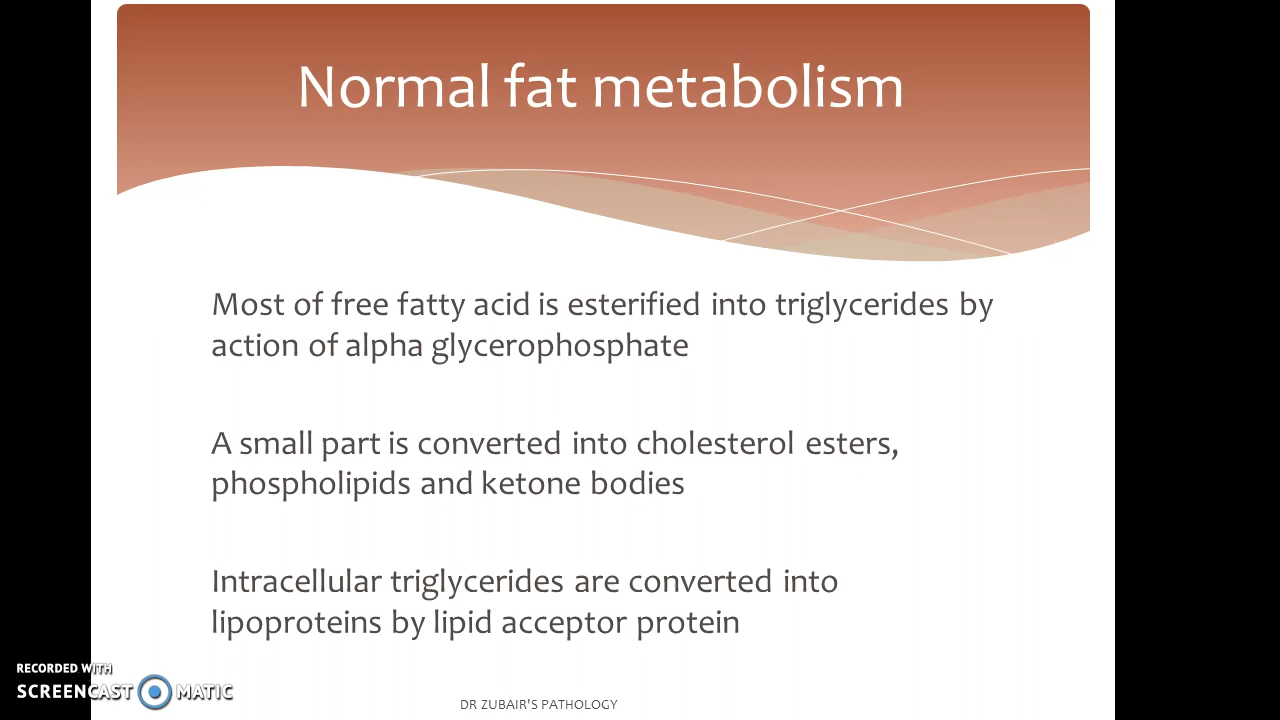 Normal fat metabolism
Most of free fatty acid is esterified into triglycerides by
action of alpha glycerophosphate
A small part is converted into cholesterol esters,
phospholipids and ketone bodies
Intracellular triglycerides are converted into
lipoproteins by lipid acceptor protein
RECORDED WITH
SCREENCAST MATIC
DR ZUBAIR'S PATHOLOGY